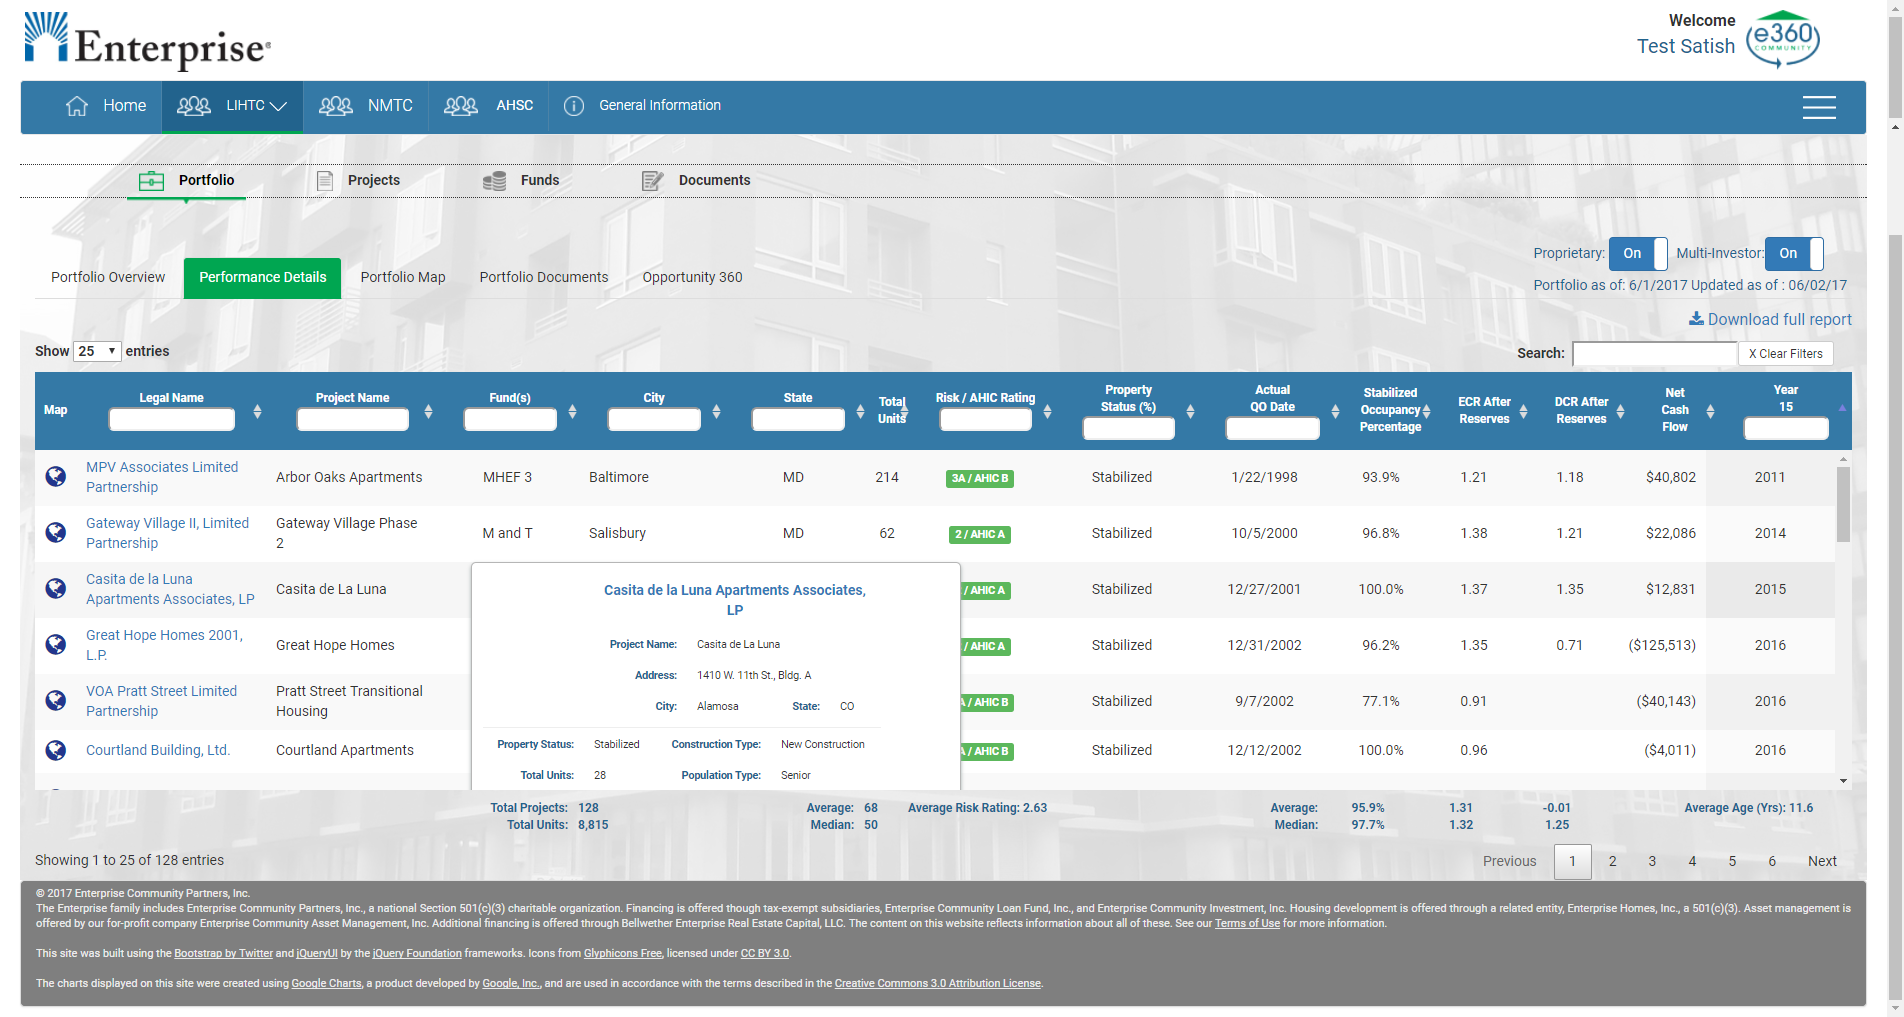 Enterprise
Welcome
Test Satish
e360
COMMUNITY
Home
LIHTC
NMTC
AHSC
General Information
Portfolio
Projects
Funds
Documents
Proprietary: On Multi-Investor: On
Portfolio Overview
Performance Details
Portfolio Map
Portfolio Documents
Opportunity 360
Portfolio as of: 6/1/2017 Updated as of : 06/02/17
Download full report
Show 25 entries
Search:
X Clear Filters
Map
Legal Name
Project Name
Fund(s)
City
State
Total
Units
Risk / AHIC Rating
Property
Status (%)
Actual
QO Date
Stabilized
Occupancy
Percentage
ECR After
Reserves
DCR After
Reserves
Net
Cash
Flow
Year
15
MPV Associates Limited
Partnership
Arbor Oaks Apartments MHEF 3 Baltimore MD 214 3A / AHIC B Stabilized 1/22/1998 93.9% 1.21 1.18 $40,802 2011
Gateway Village II, Limited
Partnership
Gateway Village Phase
2
M and T Salisbury MD 62 2 / AHIC A Stabilized 10/5/2000 96.8% 1.38 1.21 $22,086 2014
Casita de la Luna
Apartments Associates, LP
Casita de La Luna / AHIC A Stabilized 12/27/2001 100.0% 1.37 1.35 $12,831 2015
Great Hope Homes 2001,
L.P.
Great Hope Homes / AHIC A Stabilized 12/31/2002 96.2% 1.35 0.71 ($125,513) 2016
VOA Pratt Street Limited
Partnership
Pratt Street Transitional
Housing
/ AHIC B Stabilized 9/7/2002 77.1% 0.91 ($40,143) 2016
Courtland Building, Ltd. Courtland Apartments / AHIC B Stabilized 12/12/2002 100.0% 0.96 ($4,011) 2016
Casita de la Luna Apartments Associates,
LP
Project Name: Casita de La Luna
Address: 1410 W. 11th St., Bldg. A
City: Alamosa State: CO
Property Status: Stabilized Construction Type: New Construction
Total Units: 28 Population Type: Senior
Total Projects: 128 Average: 68 Average Risk Rating: 2.63 Average: 95.9% 1.31 -0.01 Average Age (Yrs): 11.6
Total Units: 8,815 Median: 50 Median: 97.7% 1.32 1.25
Showing 1 to 25 of 128 entries
Previous 1 2 3 4 5 6 Next
© 2017 Enterprise Community Partners, Inc.
The Enterprise family includes Enterprise Community Partners, Inc., a national Section 501(c)(3) charitable organization. Financing is offered though tax-exempt subsidiaries, Enterprise Community Loan Fund, Inc., and Enterprise Community Investment, Inc. Housing development is offered through a related entity, Enterprise Homes, Inc., a 501(c)(3). Asset management is
offered by our for-profit company Enterprise Community Asset Management, Inc. Additional financing is offered through Bellwether Enterprise Real Estate Capital, LLC. The content on this website reflects information about all of these. See our Terms of Use for more information.
This site was built using the Bootstrap by Twitter and jQueryUI by the jQuery Foundation frameworks. Icons from Glyphicons Free, licensed under CC BY 3.0.
The charts displayed on this site were created using Google Charts, a product developed by Google, Inc., and are used in accordance with the terms described in the Creative Commons 3.0 Attribution License.